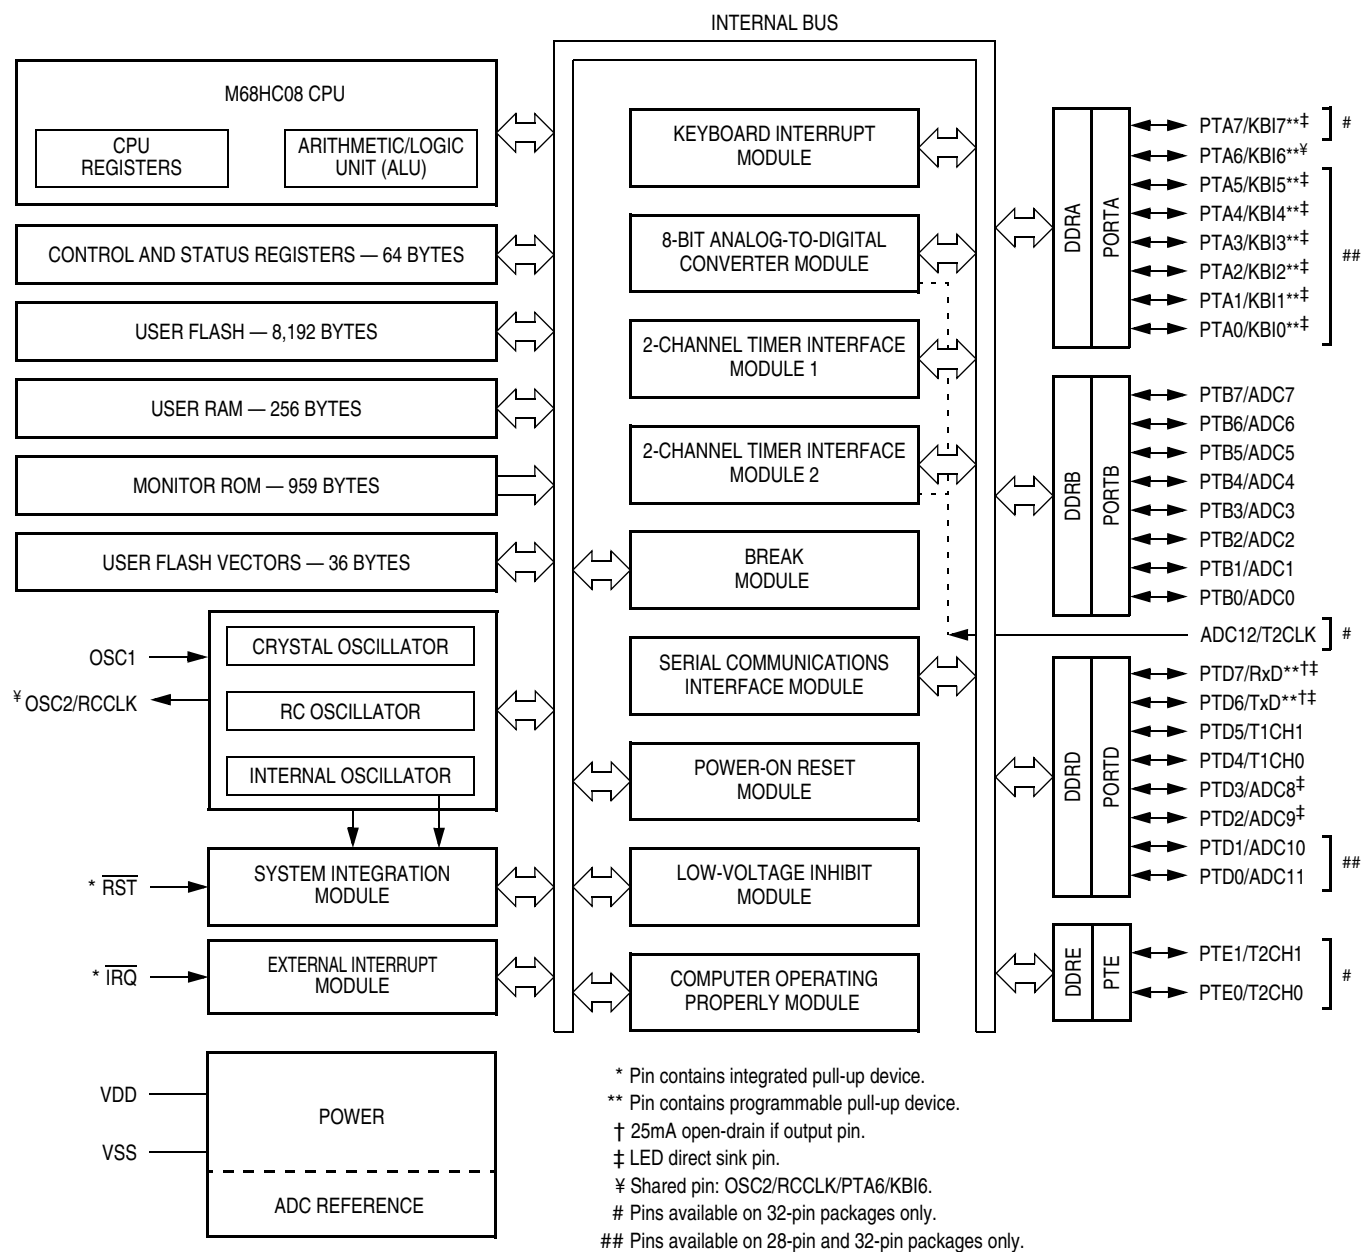 INTERNAL BUS
M68HC08 CPU
CPU
REGISTERS
ARITHMETIC/LOGIC
UNIT (ALU)
CONTROL AND STATUS REGISTERS — 64 BYTES
USER FLASH — 8,192 BYTES
USER RAM — 256 BYTES
MONITOR ROM — 959 BYTES
USER FLASH VECTORS — 36 BYTES
OSC1
¥ OSC2/RCCLK
CRYSTAL OSCILLATOR
RC OSCILLATOR
INTERNAL OSCILLATOR
* RST
SYSTEM INTEGRATION
MODULE
* IRQ
EXTERNAL INTERRUPT
MODULE
VDD
VSS
POWER
ADC REFERENCE
KEYBOARD INTERRUPT
MODULE
8-BIT ANALOG-TO-DIGITAL
CONVERTER MODULE
2-CHANNEL TIMER INTERFACE
MODULE 1
2-CHANNEL TIMER INTERFACE
MODULE 2
BREAK
MODULE
SERIAL COMMUNICATIONS
INTERFACE MODULE
POWER-ON RESET
MODULE
LOW-VOLTAGE INHIBIT
MODULE
COMPUTER OPERATING
PROPERLY MODULE
DDRA
PORTA
PTA7/KBI7**‡
#
PTA6/KBI6**¥
PTA5/KBI5**‡
PTA4/KBI4**‡
PTA3/KBI3**‡
##
PTA2/KBI2**‡
PTA1/KBI1**‡
PTA0/KBI0**‡
DDRB
PORTB
PTB7/ADC7
PTB6/ADC6
PTB5/ADC5
PTB4/ADC4
PTB3/ADC3
PTB2/ADC2
PTB1/ADC1
PTB0/ADC0
ADC12/T2CLK
#
DDRD
PORTD
PTD7/RxD**†‡
PTD6/TxD**†‡
PTD5/T1CH1
PTD4/T1CH0
PTD3/ADC8‡
PTD2/ADC9‡
PTD1/ADC10
##
PTD0/ADC11
DDRE
PTE
PTE1/T2CH1
#
PTE0/T2CH0
* Pin contains integrated pull-up device.
** Pin contains programmable pull-up device.
† 25mA open-drain if output pin.
‡ LED direct sink pin.
¥ Shared pin: OSC2/RCCLK/PTA6/KBI6.
# Pins available on 32-pin packages only.
## Pins available on 28-pin and 32-pin packages only.